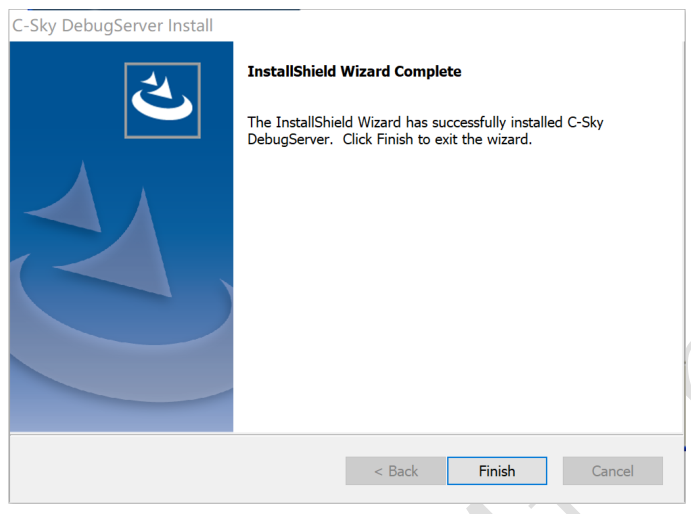 C-Sky DebugServer Install
InstallShield Wizard Complete
The InstallShield Wizard has successfully installed C-Sky
DebugServer.  Click Finish to exit the wizard.
< Back
Finish
Cancel